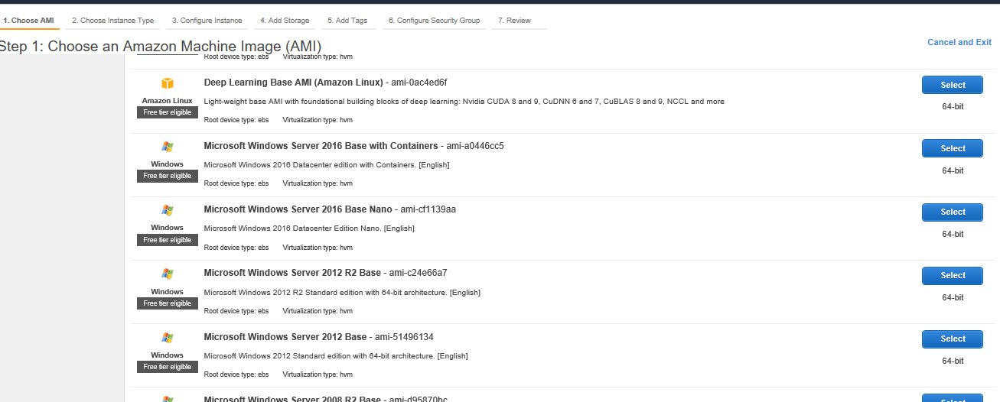 1. Choose AMI 2. Choose Instance Type 3. Configure Instance 4. Add Storage 5. Add Tags 6. Configure Security Group 7. Review
Step 1: Choose an Amazon Machine Image (AMI)
Cancel and Exit
Root device type: ebs Virtualization type: hvm
Deep Learning Base AMI (Amazon Linux) - ami-0ac4ed6f
Select
Amazon Linux
Light-weight base AMI with foundational building blocks of deep learning: Nvidia CUDA 8 and 9, CuDNN 6 and 7, CuBLAS 8 and 9, NCCL and more
64-bit
Free tier eligible
Root device type: ebs Virtualization type: hvm
Microsoft Windows Server 2016 Base with Containers - ami-a0446cc5
Select
Windows
Microsoft Windows 2016 Datacenter edition with Containers. [English]
64-bit
Free tier eligible
Root device type: ebs Virtualization type: hvm
Microsoft Windows Server 2016 Base Nano - ami-cf1139aa
Select
Windows
Microsoft Windows 2016 Datacenter Edition Nano. [English]
64-bit
Free tier eligible
Root device type: ebs Virtualization type: hvm
Microsoft Windows Server 2012 R2 Base - ami-c24e66a7
Select
Windows
Microsoft Windows 2012 R2 Standard edition with 64-bit architecture. [English]
64-bit
Free tier eligible
Root device type: ebs Virtualization type: hvm
Microsoft Windows Server 2012 Base - ami-51496134
Select
Windows
Microsoft Windows 2012 Standard edition with 64-bit architecture. [English]
64-bit
Free tier eligible
Root device type: ebs Virtualization type: hvm
Microsoft Windows Server 2008 R2 Base - ami-d95870bc
Select